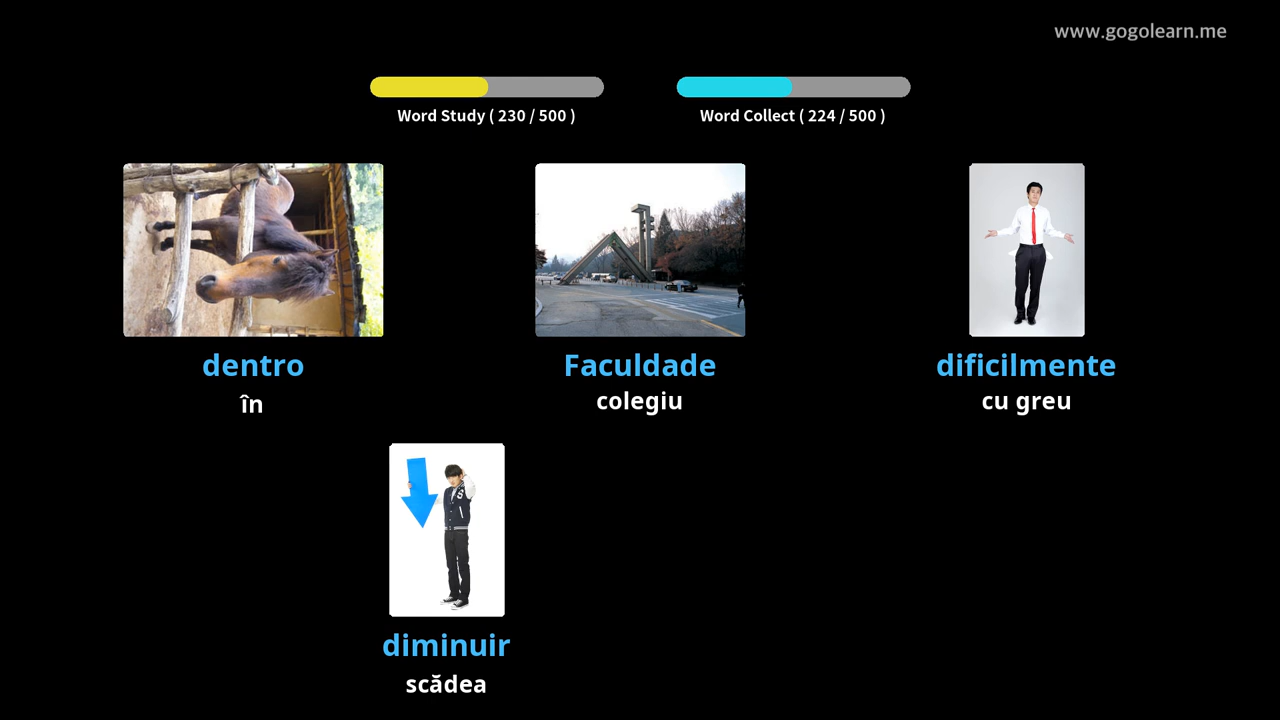 www.gogolearn.me
Word Study ( 230 / 500 )
Word Collect ( 224 / 500 )
dentro
în
Faculdade
colegiu
dificilmente
cu greu
diminuir
scădea